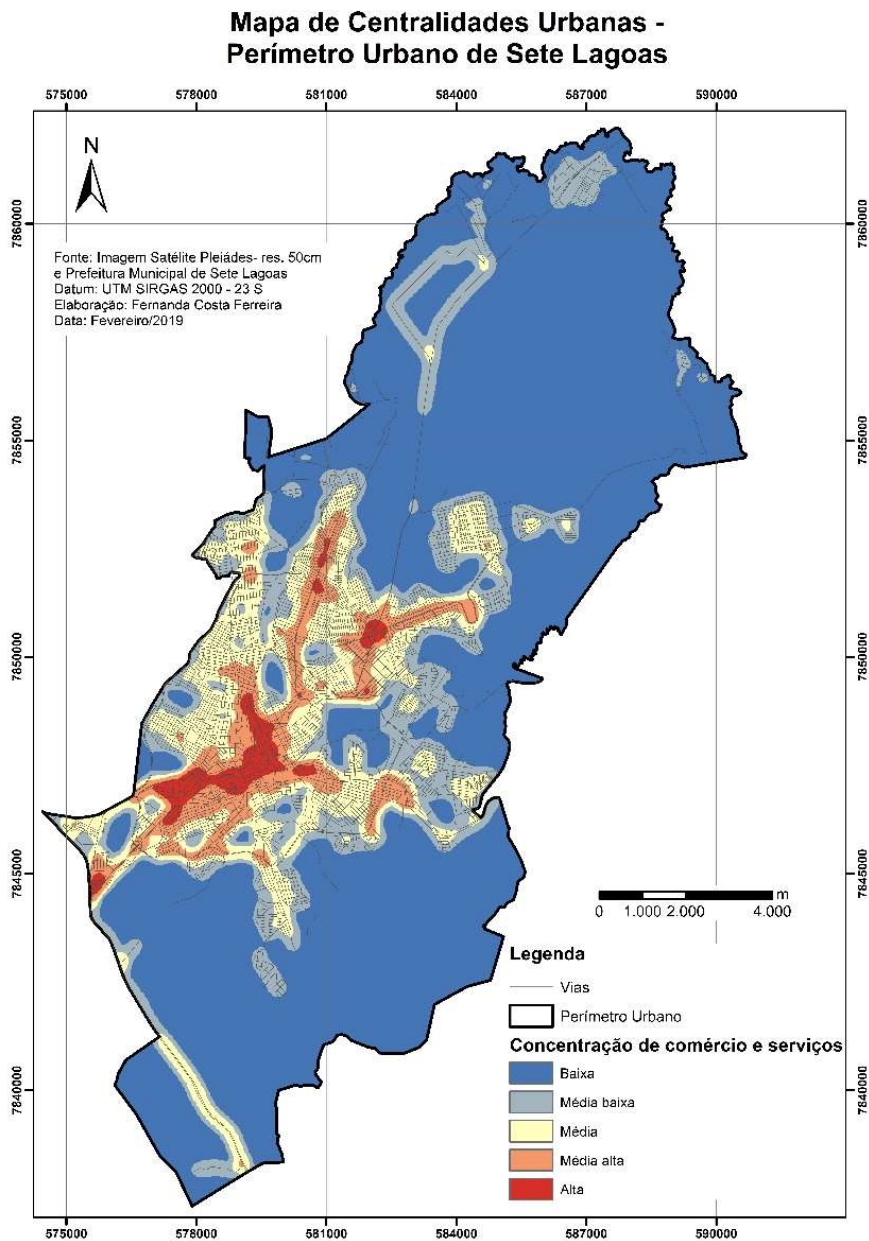 Mapa de Centralidades Urbanas -
Perímetro Urbano de Sete Lagoas
575000 578000 581000 584000 587000 590000
N
7860000 7860000
Fonte: Imagem Satélite Pleiádes- res. 50cm
e Prefeitura Municipal de Sete Lagoas
Datum: UTM SIRGAS 2000 - 23 S
Elaboração: Fernanda Costa Ferreira
Data: Fevereiro/2019
7855000 7855000
7850000 7850000
7845000 7845000
m
0 1.000 2.000 4.000
Legenda
Vias
Perímetro Urbano
Concentração de comércio e serviços
Baixa
Média baixa
7840000 7840000
Média
Média alta
Alta
575000 578000 581000 584000 587000 590000